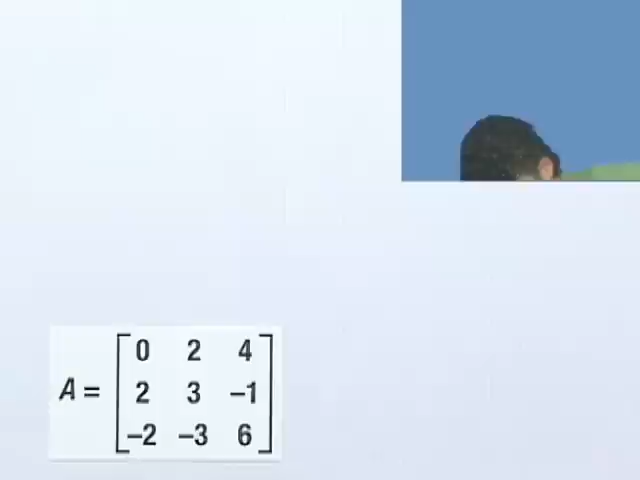 A = [0 2 4
2 3 –1
–2 –3 6]